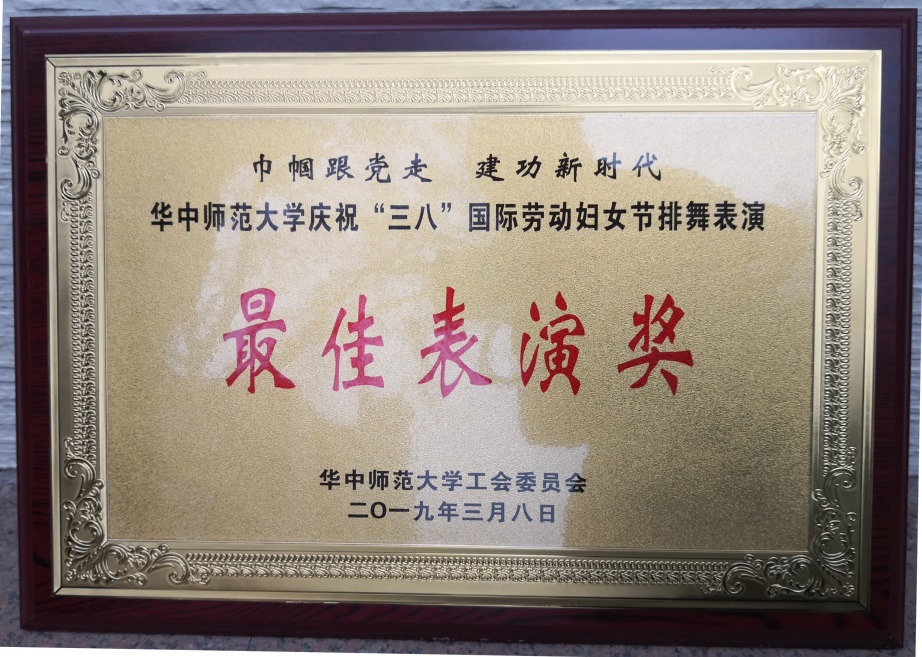 巾帼跟党走 建功新时代
华中师范大学庆祝“三八”国际劳动妇女节排舞表演
最佳表演奖
华中师范大学工会委员会
二〇一九年三月八日